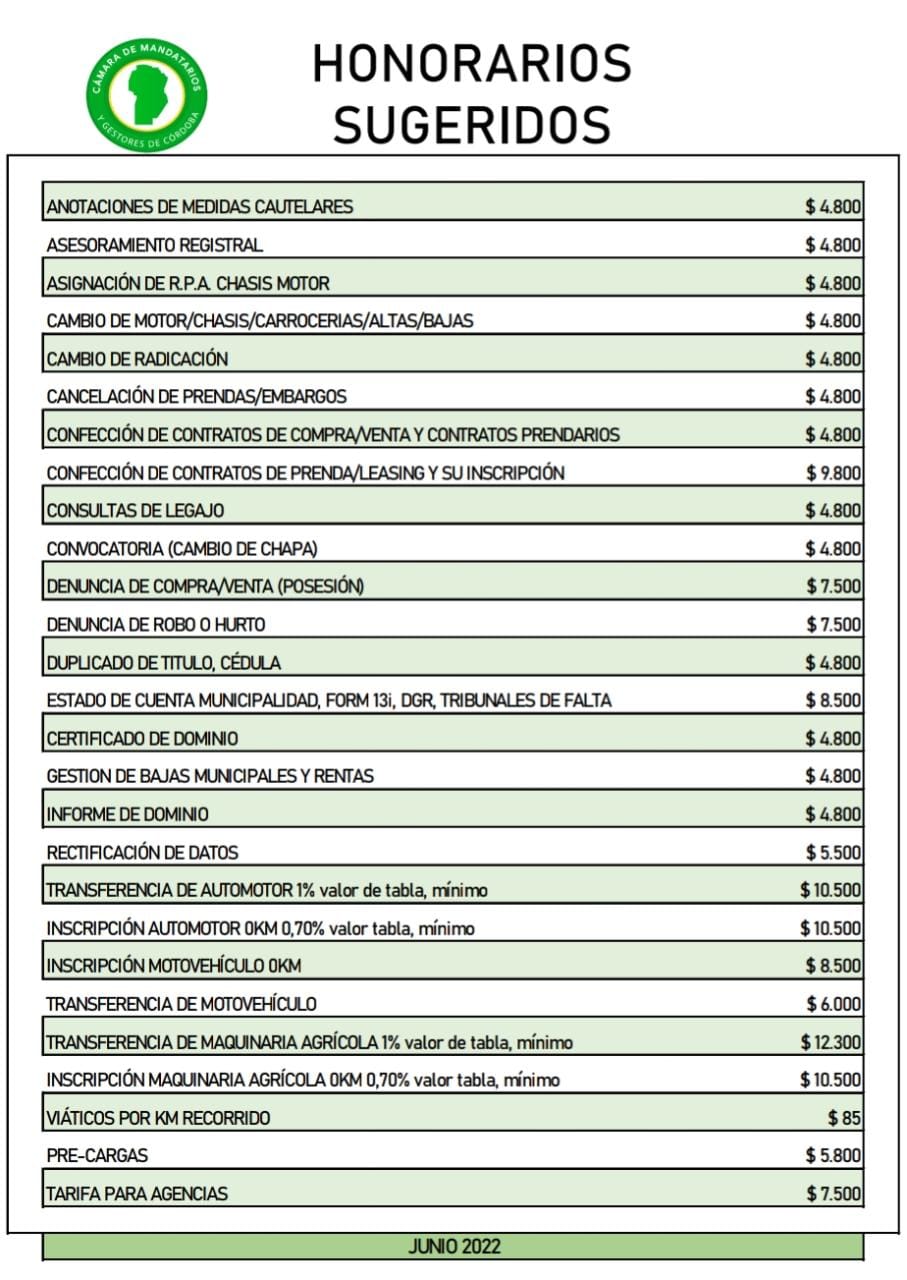 CÁMARA DE MANDATARIOS
Y GESTORES DE CÓRDOBA
HONORARIOS
SUGERIDOS
ANOTACIONES DE MEDIDAS CAUTELARES $ 4.800
ASESORAMIENTO REGISTRAL $ 4.800
ASIGNACIÓN DE R.P.A. CHASIS MOTOR $ 4.800
CAMBIO DE MOTOR/CHASIS/CARROCERIAS/ALTAS/BAJAS $ 4.800
CAMBIO DE RADICACIÓN $ 4.800
CANCELACIÓN DE PRENDAS/EMBARGOS $ 4.800
CONFECCIÓN DE CONTRATOS DE COMPRA/VENTA Y CONTRATOS PRENDARIOS $ 4.800
CONFECCIÓN DE CONTRATOS DE PRENDA/LEASING Y SU INSCRIPCIÓN $ 9.800
CONSULTAS DE LEGAJO $ 4.800
CONVOCATORIA (CAMBIO DE CHAPA) $ 4.800
DENUNCIA DE COMPRA/VENTA (POSESIÓN) $ 7.500
DENUNCIA DE ROBO O HURTO $ 7.500
DUPLICADO DE TITULO, CÉDULA $ 4.800
ESTADO DE CUENTA MUNICIPALIDAD, FORM 13i, DGR, TRIBUNALES DE FALTA $ 8.500
CERTIFICADO DE DOMINIO $ 4.800
GESTION DE BAJAS MUNICIPALES Y RENTAS $ 4.800
INFORME DE DOMINIO $ 4.800
RECTIFICACIÓN DE DATOS $ 5.500
TRANSFERENCIA DE AUTOMOTOR 1% valor de tabla, mínimo $ 10.500
INSCRIPCIÓN AUTOMOTOR 0KM 0,70% valor tabla, mínimo $ 10.500
INSCRIPCIÓN MOTOVEHÍCULO 0KM $ 8.500
TRANSFERENCIA DE MOTOVEHÍCULO $ 6.000
TRANSFERENCIA DE MAQUINARIA AGRÍCOLA 1% valor de tabla, mínimo $ 12.300
INSCRIPCIÓN MAQUINARIA AGRÍCOLA 0KM 0,70% valor tabla, mínimo $ 10.500
VIÁTICOS POR KM RECORRIDO $ 85
PRE-CARGAS $ 5.800
TARIFA PARA AGENCIAS $ 7.500
JUNIO 2022